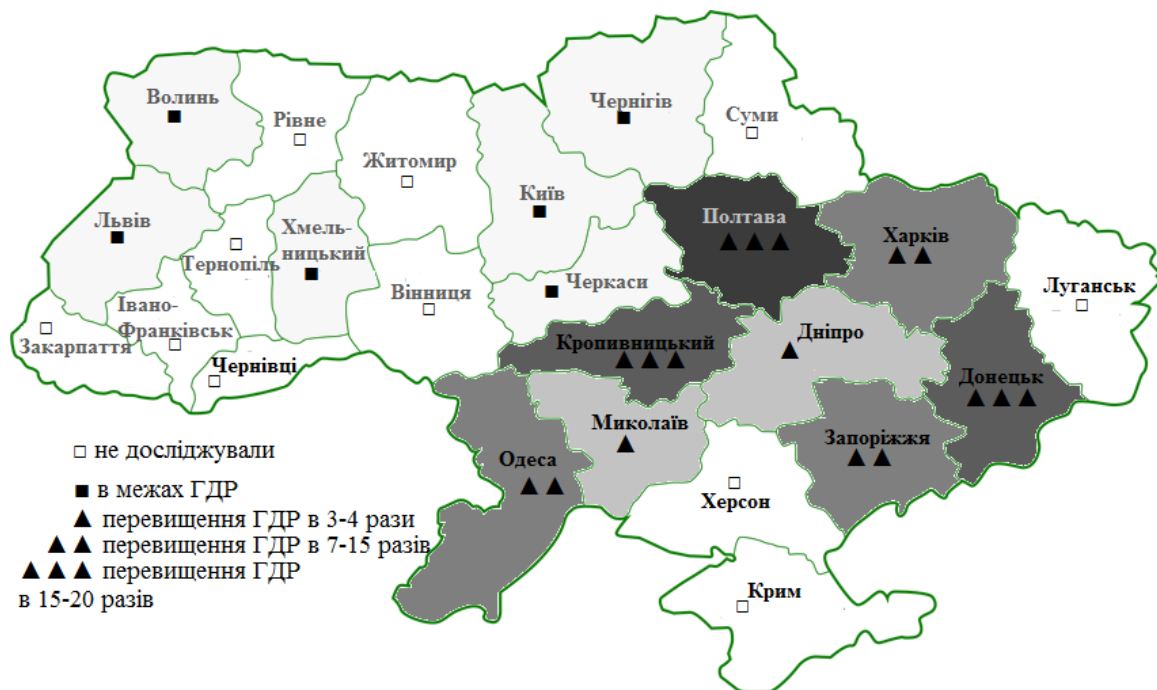 Волинь
Рівне
Чернігів
Суми
Житомир
Київ
Львів
Хмель-
ницький
Тернопіль
Полтава
Харків
Івано-
Франківськ
Вінниця
Черкаси
Луганськ
Закарпаття
Чернівці
Кропивницький
Дніпро
Донецьк
Миколаїв
Запоріжжя
Одеса
Херсон
Крим
□ не досліджували
■ в межах ГДР
▲ перевищення ГДР в 3-4 рази
▲▲ перевищення ГДР в 7-15 разів
▲▲▲ перевищення ГДР
в 15-20 разів